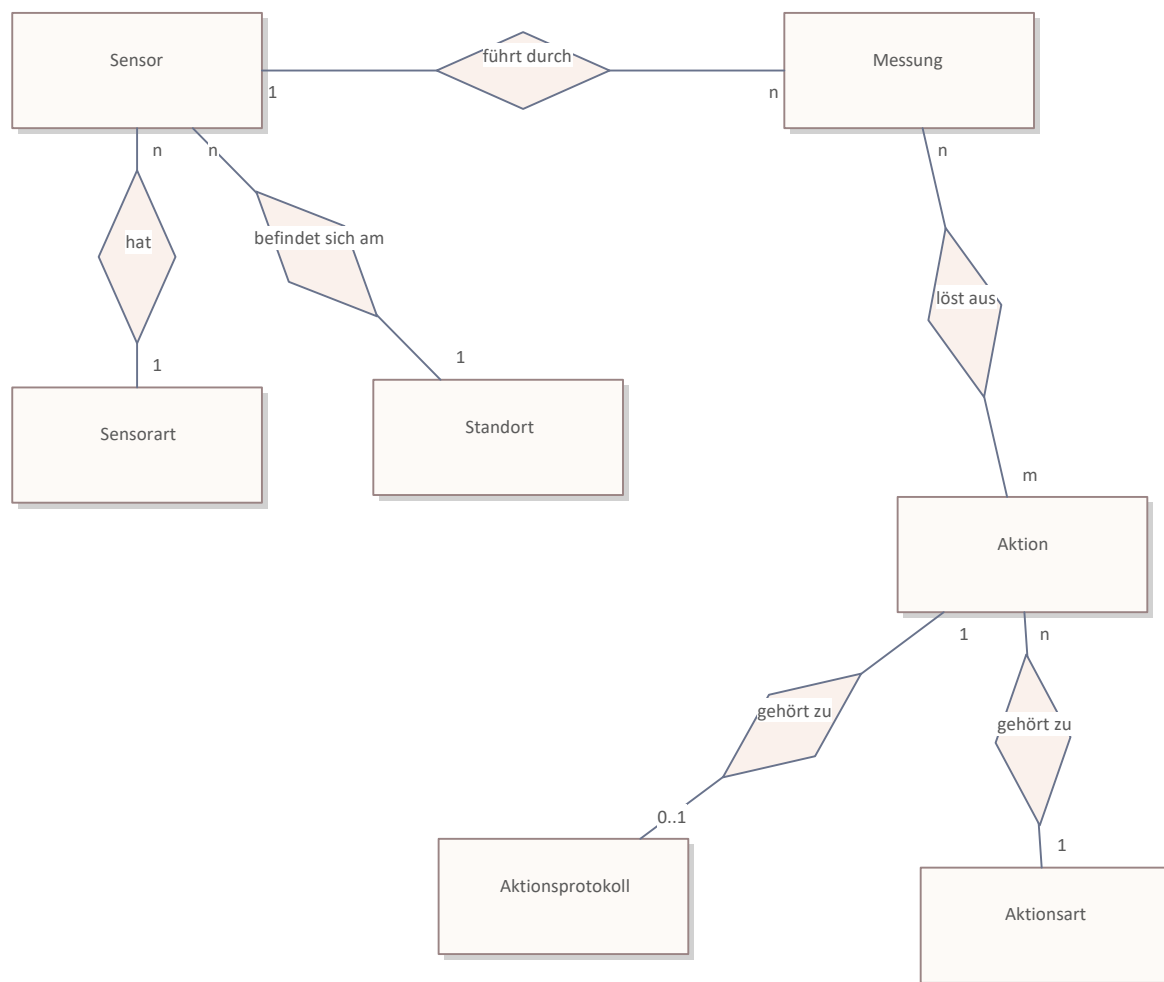 Sensor
führt durch
Messung
1
n
n
n
n
hat
befindet sich am
löst aus
1
1
Sensorart
Standort
m
Aktion
1
n
gehört zu
gehört zu
0..1
1
Aktionsprotokoll
Aktionsart